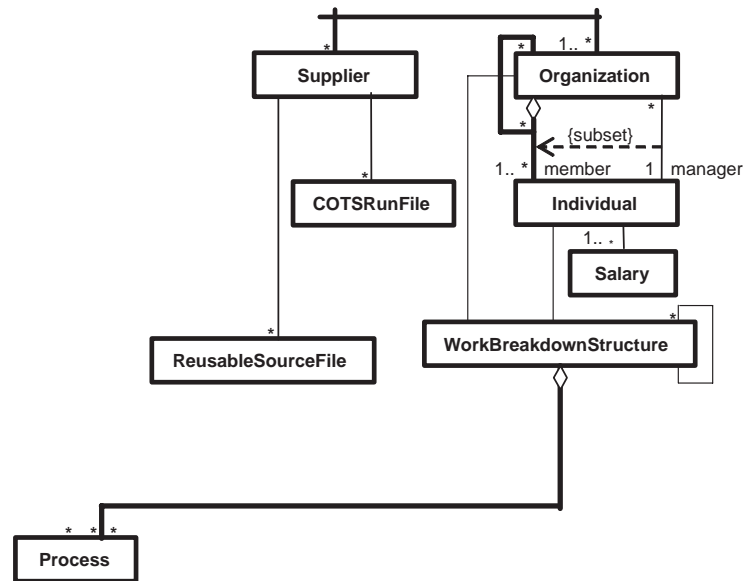 * 1.. *
Supplier
* Organization
* *
{subset}
1.. * member 1 manager
* COTSRunFile
Individual
1.. *
Salary
* *
ReusableSourceFile
WorkBreakdownStructure
* * *
Process